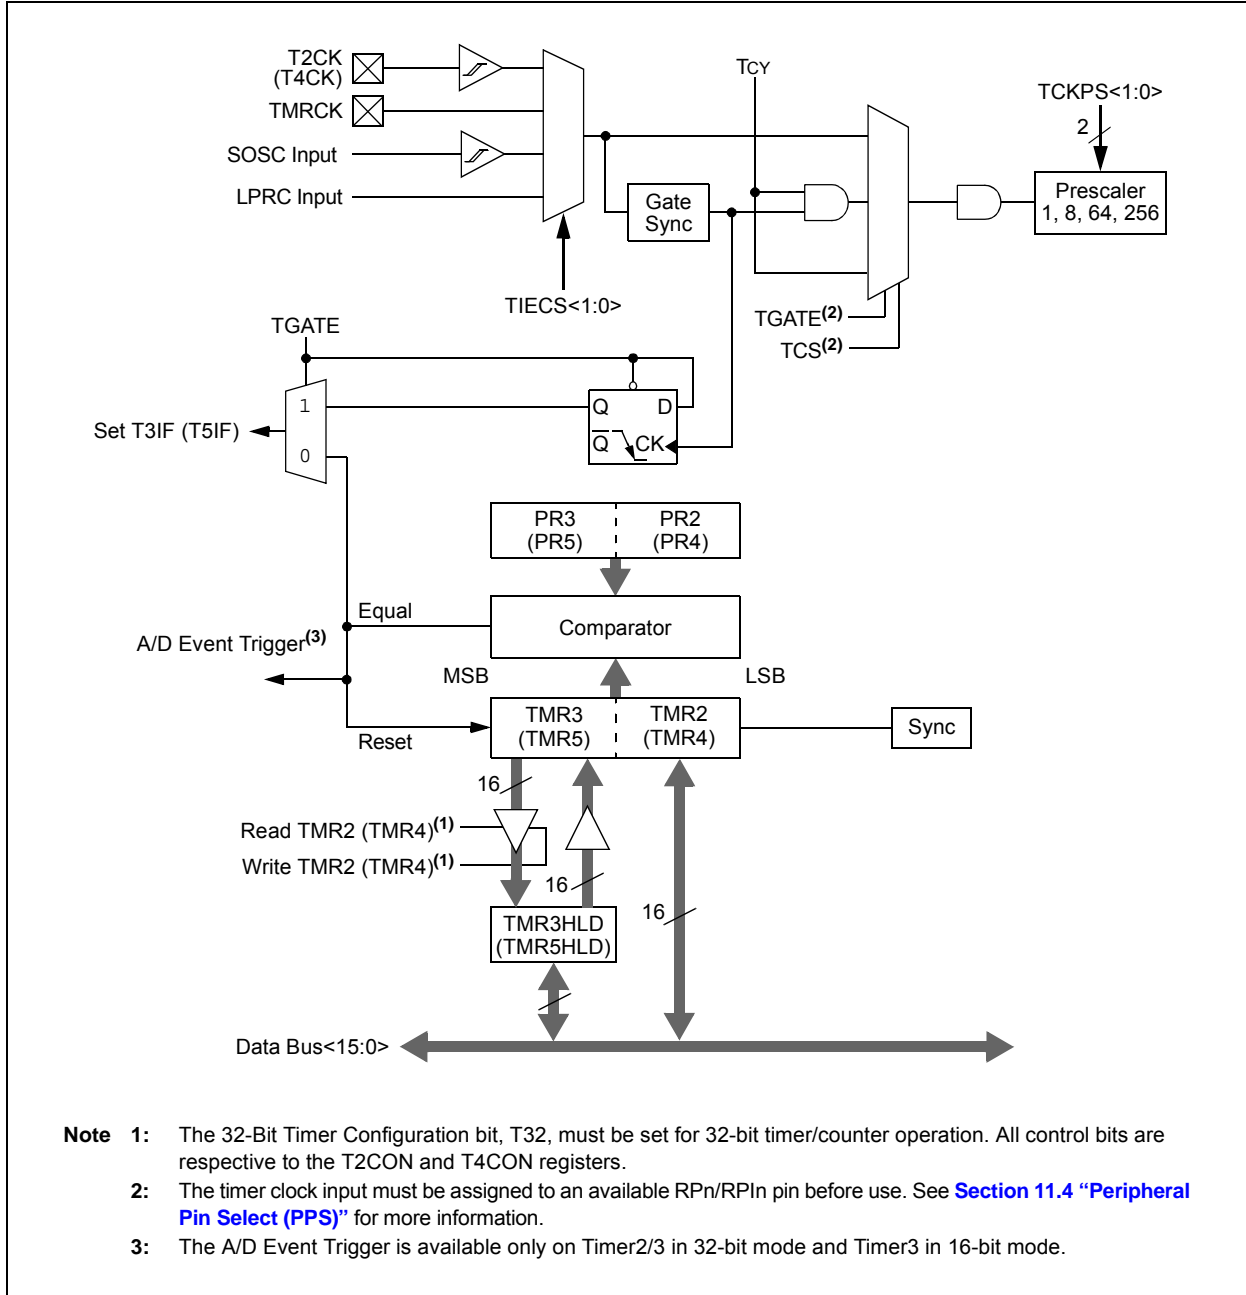 T2CK
(T4CK)
TMRCK
SOSC Input
LPRC Input
TIECS<1:0>
Gate
Sync
TCY
TCKPS<1:0>
2
Prescaler
1, 8, 64, 256
TGATE(2)
TCS(2)
TGATE
1
0
Set T3IF (T5IF)
Q D
Q CK
PR3 PR2
(PR5) (PR4)
Equal
Comparator
A/D Event Trigger(3)
MSB LSB
TMR3 TMR2
(TMR5) (TMR4)
Sync
Reset
16
Read TMR2 (TMR4)(1)
Write TMR2 (TMR4)(1)
16
16
TMR3HLD
(TMR5HLD)
Data Bus<15:0>
Note 1: The 32-Bit Timer Configuration bit, T32, must be set for 32-bit timer/counter operation. All control bits are
respective to the T2CON and T4CON registers.
2: The timer clock input must be assigned to an available RPn/RPIn pin before use. See Section 11.4 “Peripheral
Pin Select (PPS)” for more information.
3: The A/D Event Trigger is available only on Timer2/3 in 32-bit mode and Timer3 in 16-bit mode.